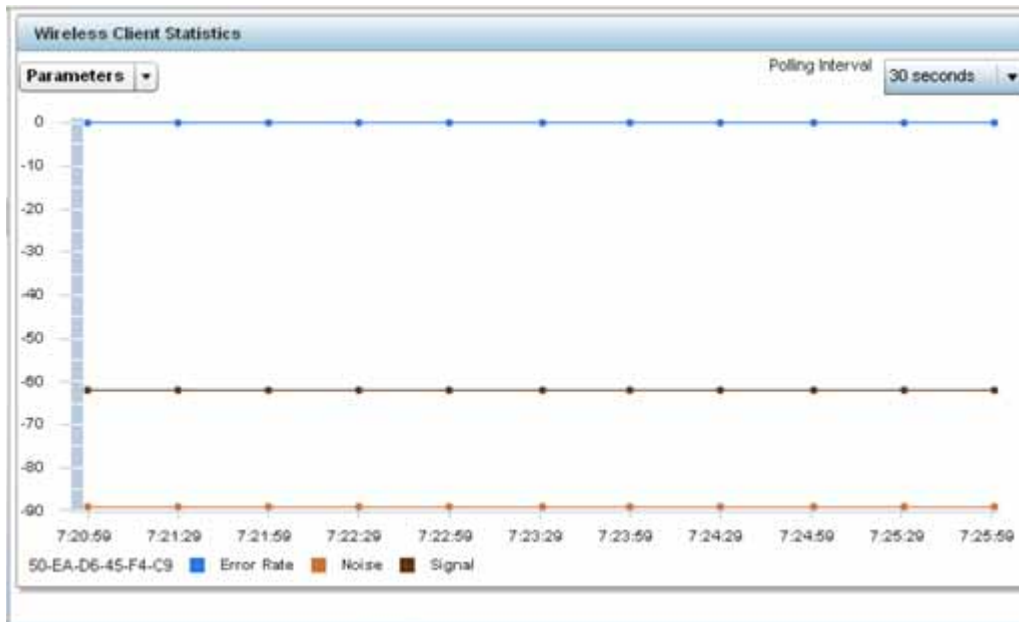 Wireless Client Statistics
Parameters
Polling Interval
30 seconds
0
-10
-20
-30
-40
-50
-60
-70
-80
-90
7:20:59 7:21:29 7:21:59 7:22:29 7:22:59 7:23:29 7:23:59 7:24:29 7:24:59 7:25:29 7:25:59
50-EA-D6-45-F4-C9 Error Rate Noise Signal